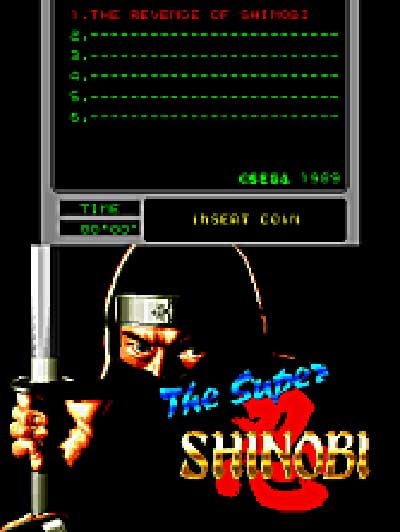 1.THE REVENGE OF SHINOBI
2.------------------------------
3.------------------------------
4.------------------------------
5.------------------------------
6.------------------------------
©SEGA 1989
TIME
00'00"
INSERT COIN
The Super
忍
SHINOBI